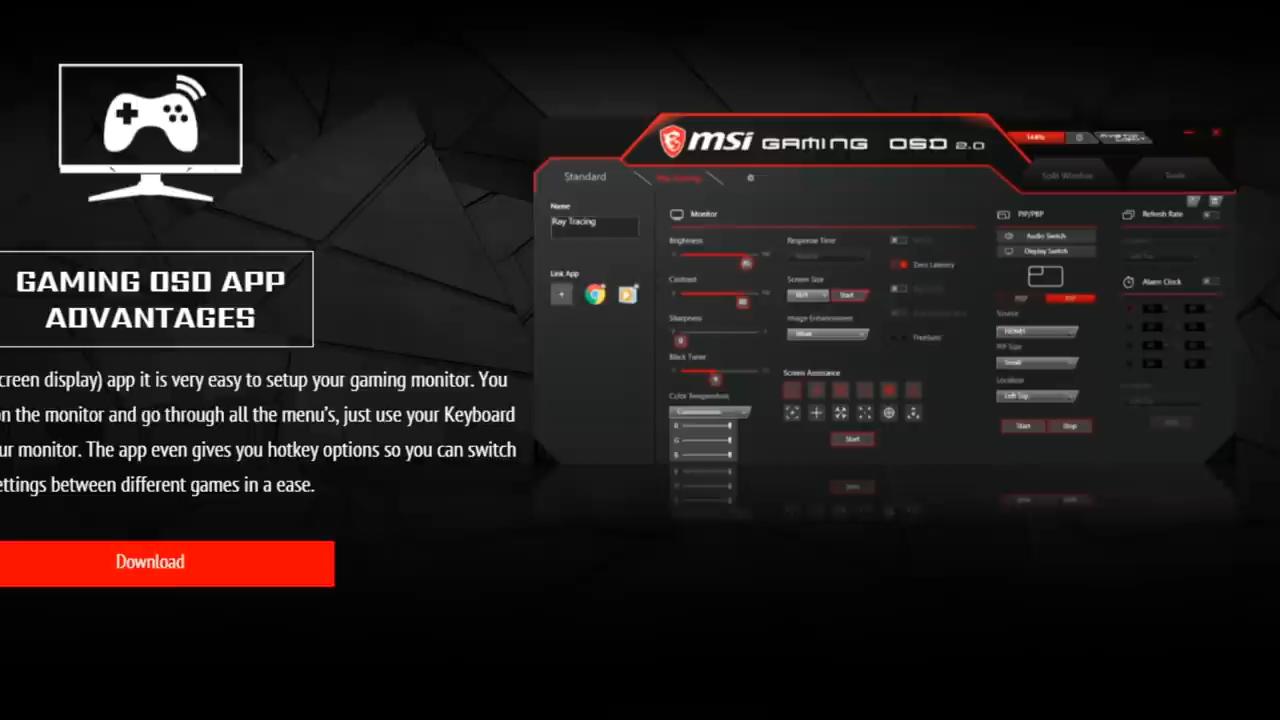 GAMING OSD APP
ADVANTAGES
creen display) app it is very easy to setup your gaming monitor. You
on the monitor and go through all the menu's, just use your Keyboard
ur monitor. The app even gives you hotkey options so you can switch
ettings between different games in a ease.
Download
msi GAMING OSD 2.0
Standard
Split Window
Tools
Name
Ray Tracing
Link App
Monitor
Brightness
Contrast
Sharpness
Black Tuner
Color Temperature
Response Time
Zero Latency
Screen Size
Start
Image Enhancement
FreeSync
Screen Assistance
Start
PIP/PBP
Audio Switch
Display Switch
Source
PIP Size
Small
Location
Left Top
Start
Stop
Refresh Rate
Alarm Clock